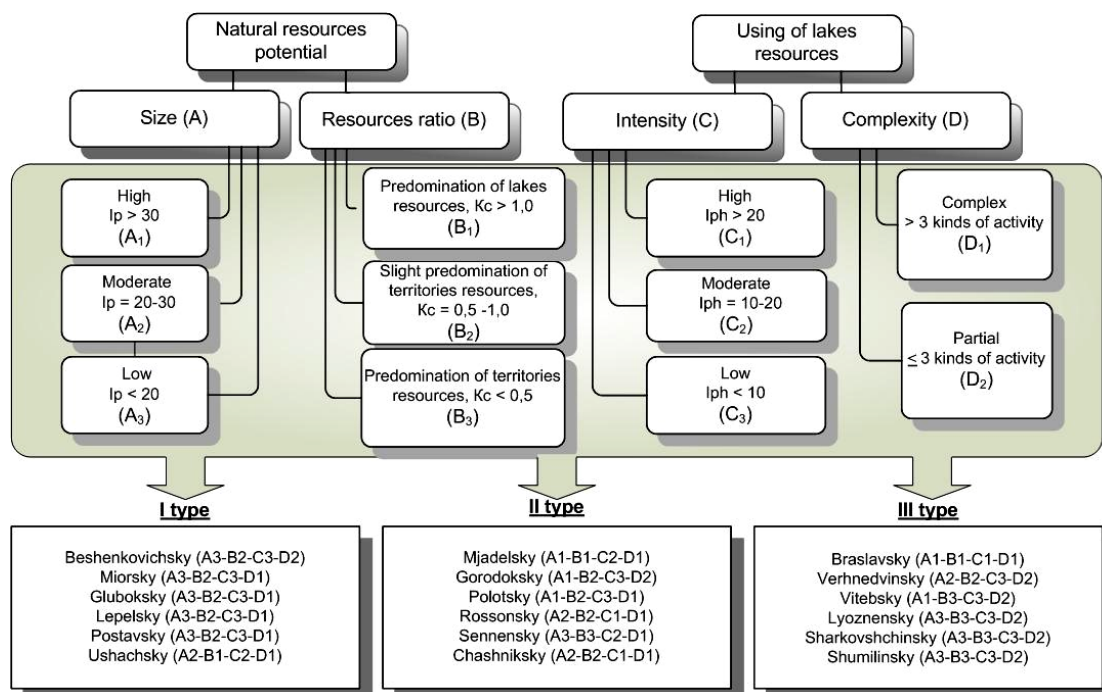 Natural resources
potential
Using of lakes
resources
Size (A)
Resources ratio (B)
Intensity (C)
Complexity (D)
High
Ip > 30
(A₁)
Moderate
Ip = 20-30
(A₂)
Low
Ip < 20
(A₃)
Predomination of lakes
resources, Kc > 1,0
(B₁)
Slight predomination of
territories resources,
Kc = 0,5 -1,0
(B₂)
Predomination of territories
resources, Kc < 0,5
(B₃)
High
Iph > 20
(C₁)
Moderate
Iph = 10-20
(C₂)
Low
Iph < 10
(C₃)
Complex
> 3 kinds of activity
(D₁)
Partial
≤ 3 kinds of activity
(D₂)
I type
Beshenkovichsky (A3-B2-C3-D2)
Miorsky (A3-B2-C3-D1)
Gluboksky (A3-B2-C3-D1)
Lepelsky (A3-B2-C3-D1)
Postavsky (A3-B2-C3-D1)
Ushachsky (A2-B1-C2-D1)
II type
Mjadelsky (A1-B1-C2-D1)
Gorodoksky (A1-B2-C3-D2)
Polotsky (A1-B2-C3-D1)
Rossonsky (A2-B2-C1-D1)
Sennensky (A3-B3-C2-D1)
Chashniksky (A2-B2-C1-D1)
III type
Braslavsky (A1-B1-C1-D1)
Verhnedvinsky (A2-B2-C3-D2)
Vitebsky (A1-B3-C3-D2)
Lyoznensky (A3-B3-C3-D2)
Sharkovshchinsky (A3-B3-C3-D2)
Shumilinsky (A3-B3-C3-D2)